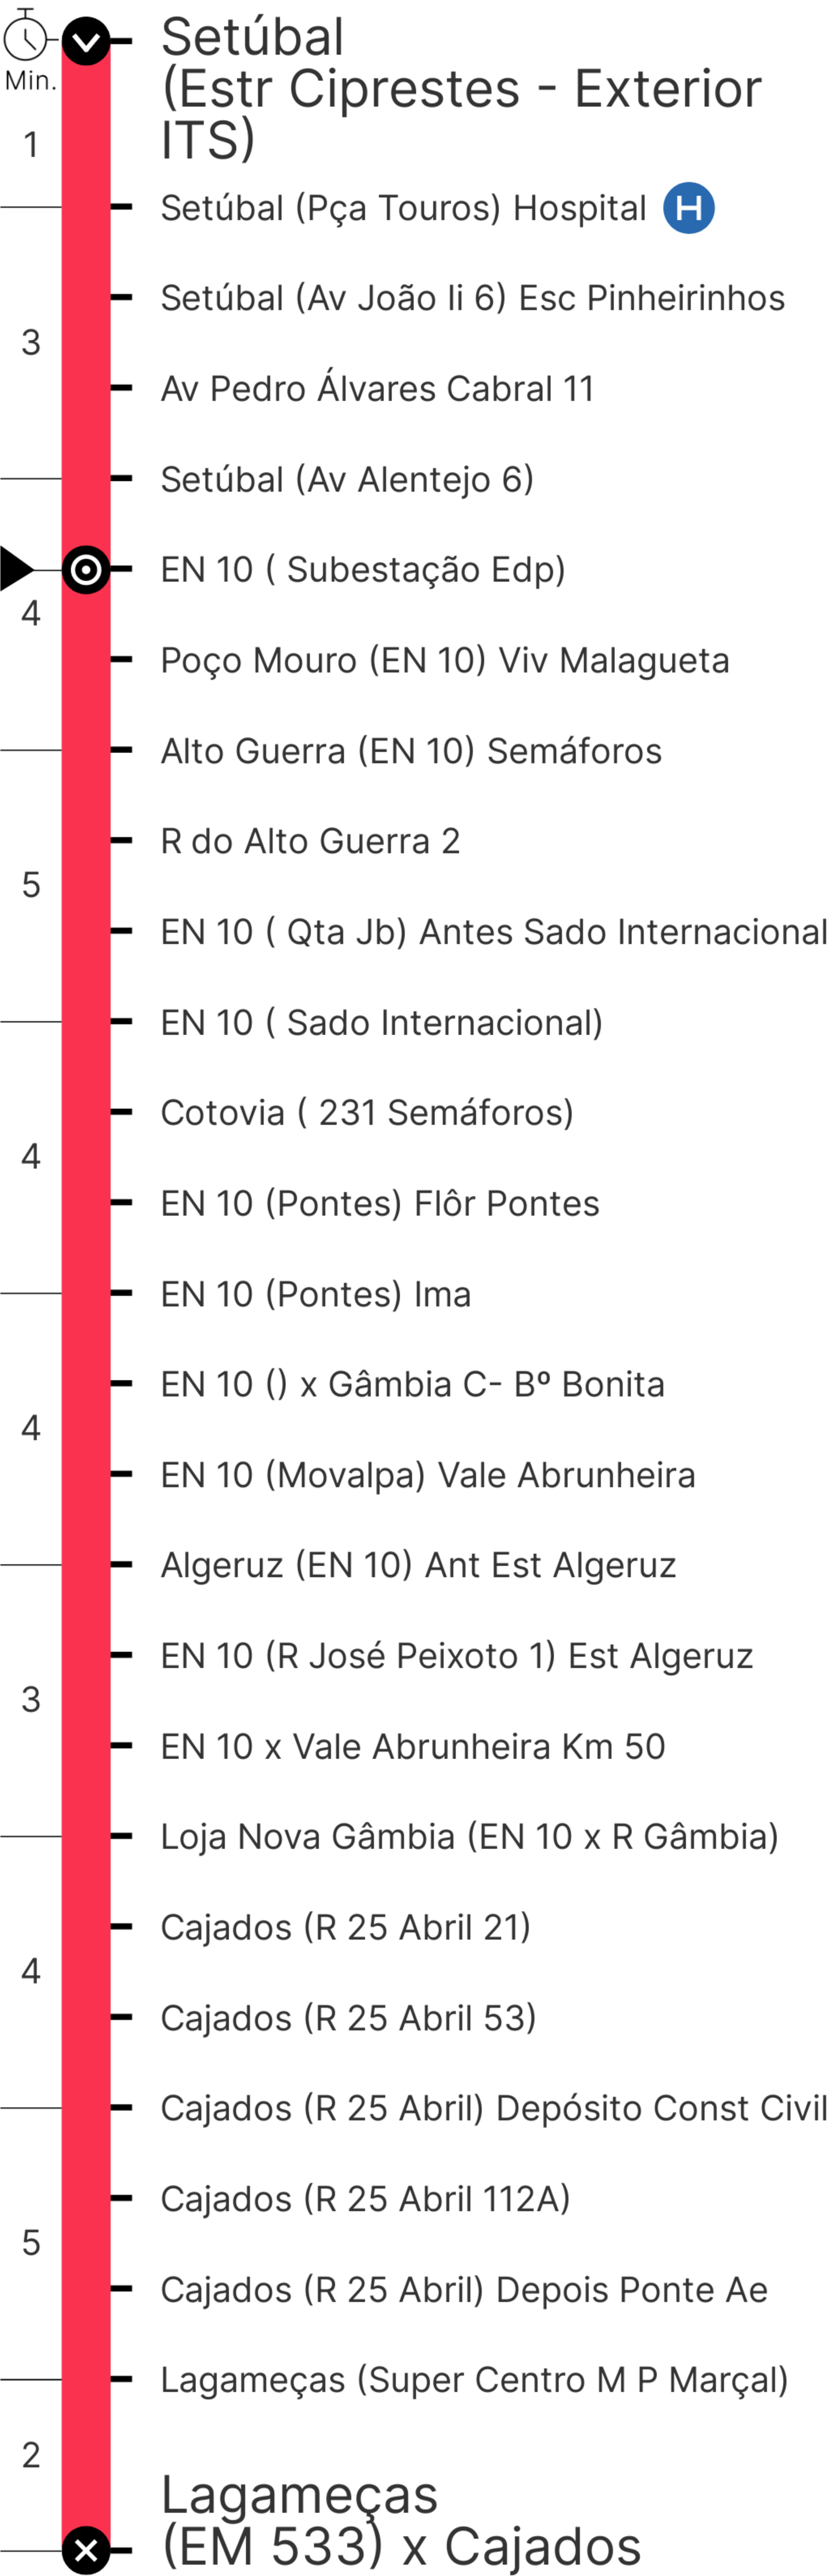 Setúbal
(Estr Ciprestes - Exterior
ITS)
Min.
1
Setúbal (Pça Touros) Hospital H
Setúbal (Av João Ii 6) Esc Pinheirinhos
3
Av Pedro Álvares Cabral 11
Setúbal (Av Alentejo 6)
EN 10 ( Subestação Edp)
4
Poço Mouro (EN 10) Viv Malagueta
Alto Guerra (EN 10) Semáforos
R do Alto Guerra 2
5
EN 10 ( Qta Jb) Antes Sado Internacional
EN 10 ( Sado Internacional)
Cotovia ( 231 Semáforos)
4
EN 10 (Pontes) Flôr Pontes
EN 10 (Pontes) Ima
EN 10 () x Gâmbia C- Bº Bonita
4
EN 10 (Movalpa) Vale Abrunheira
Algeruz (EN 10) Ant Est Algeruz
EN 10 (R José Peixoto 1) Est Algeruz
3
EN 10 x Vale Abrunheira Km 50
Loja Nova Gâmbia (EN 10 x R Gâmbia)
Cajados (R 25 Abril 21)
4
Cajados (R 25 Abril 53)
Cajados (R 25 Abril) Depósito Const Civil
Cajados (R 25 Abril 112A)
5
Cajados (R 25 Abril) Depois Ponte Ae
Lagameças (Super Centro M P Marçal)
2
Lagameças
(EM 533) x Cajados